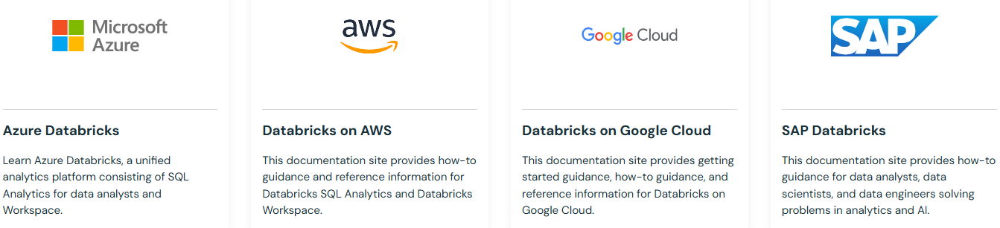 Microsoft
Azure
aws
Google Cloud
SAP
Azure Databricks
Learn Azure Databricks, a unified
analytics platform consisting of SQL
Analytics for data analysts and
Workspace.
Databricks on AWS
This documentation site provides how-to
guidance and reference information for
Databricks SQL Analytics and Databricks
Workspace.
Databricks on Google Cloud
This documentation site provides getting
started guidance, how-to guidance, and
reference information for Databricks on
Google Cloud.
SAP Databricks
This documentation site provides how-to
guidance for data analysts, data
scientists, and data engineers solving
problems in analytics and AI.